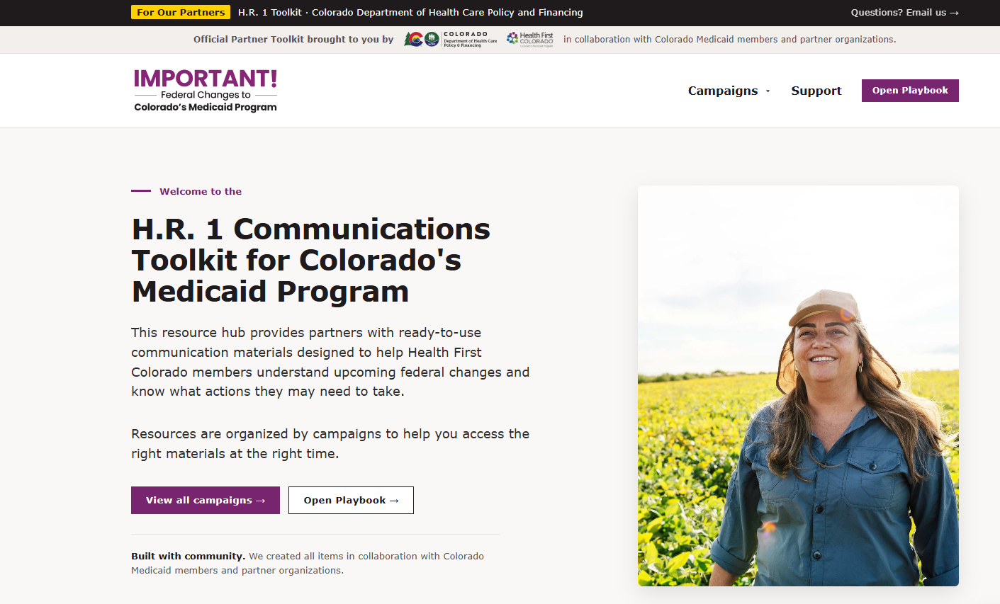 For Our Partners H.R. 1 Toolkit · Colorado Department of Health Care Policy and Financing Questions? Email us →
Official Partner Toolkit brought to you by COLORADO Department of Health Care Policy & Financing Health First COLORADO in collaboration with Colorado Medicaid members and partner organizations.
IMPORTANT!
Federal Changes to
Colorado's Medicaid Program
Campaigns Support Open Playbook
Welcome to the
H.R. 1 Communications
Toolkit for Colorado's
Medicaid Program
This resource hub provides partners with ready-to-use
communication materials designed to help Health First
Colorado members understand upcoming federal changes and
know what actions they may need to take.
Resources are organized by campaigns to help you access the
right materials at the right time.
View all campaigns → Open Playbook →
Built with community. We created all items in collaboration with Colorado
Medicaid members and partner organizations.